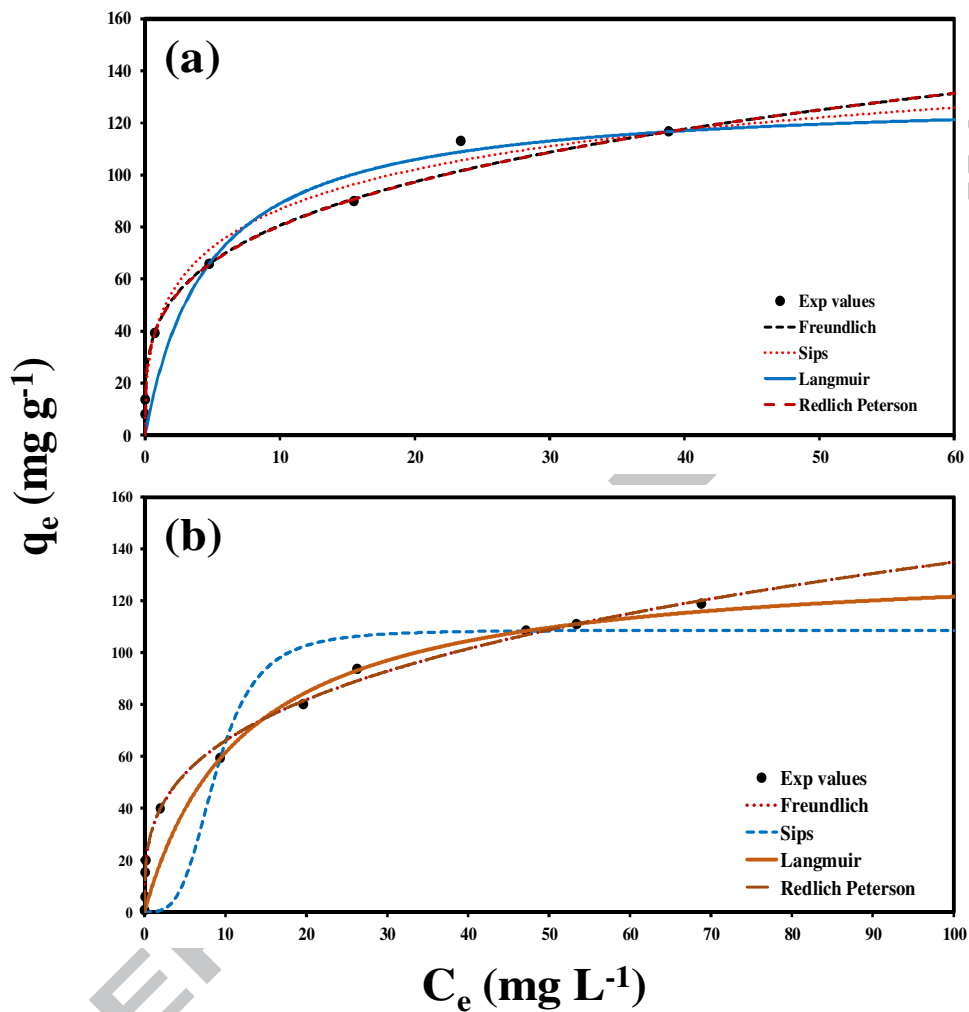 (a)
160
140
120
100
80
60
40
20
0
0 10 20 30 40 50 60
Exp values
Freundlich
Sips
Langmuir
Redlich Peterson
qe (mg g-1)
(b)
160
140
120
100
80
60
40
20
0
0 10 20 30 40 50 60 70 80 90 100
Exp values
Freundlich
Sips
Langmuir
Redlich Peterson
Ce (mg L-1)